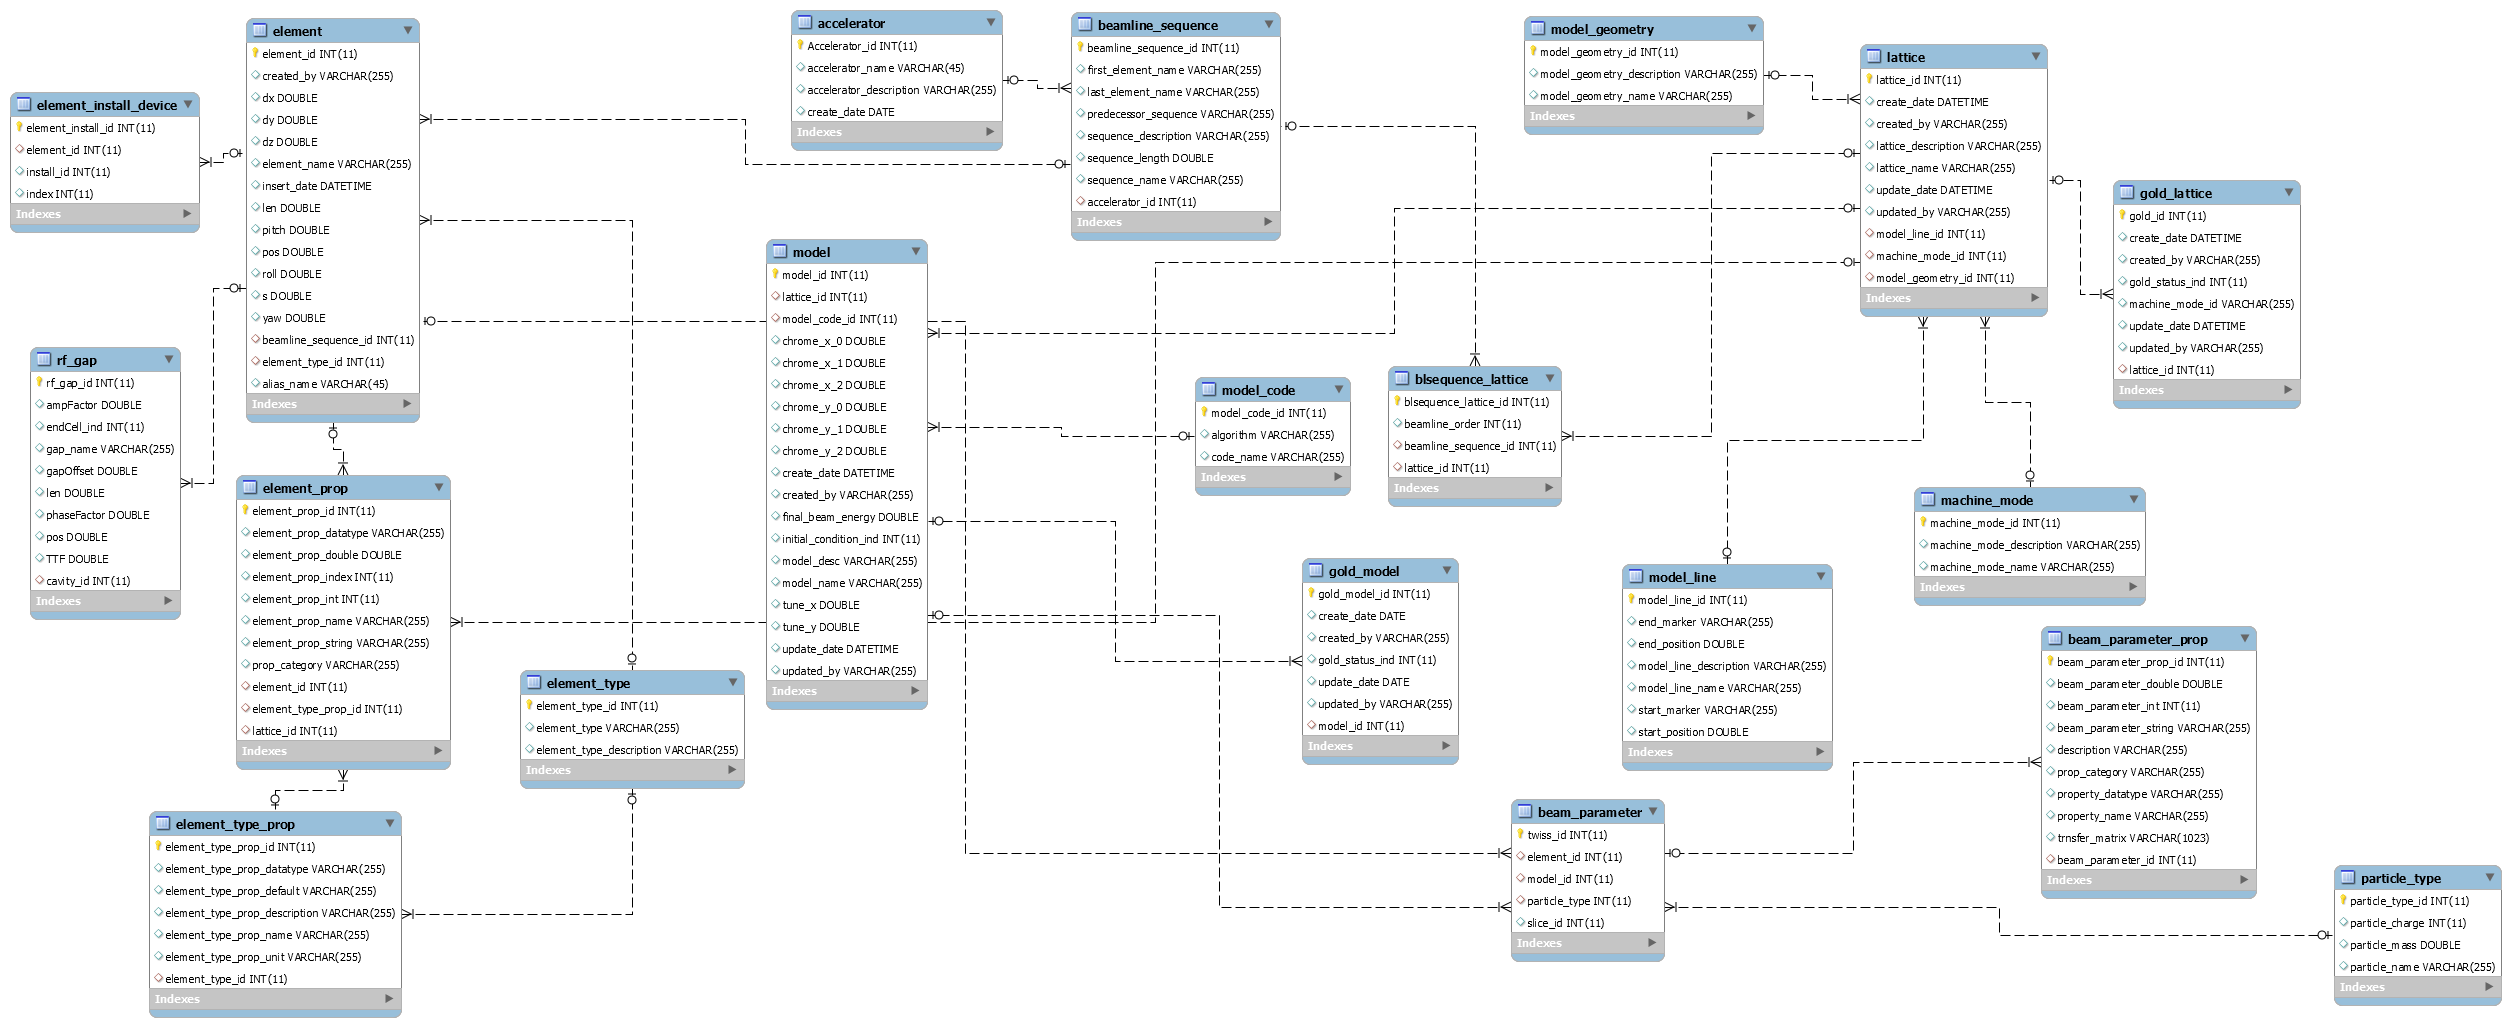 element
element_id INT(11)
created_by VARCHAR(255)
dx DOUBLE
dy DOUBLE
dz DOUBLE
element_name VARCHAR(255)
insert_date DATETIME
len DOUBLE
pitch DOUBLE
pos DOUBLE
roll DOUBLE
s DOUBLE
yaw DOUBLE
beamline_sequence_id INT(11)
element_type_id INT(11)
alias_name VARCHAR(45)
Indexes
accelerator
Accelerator_id INT(11)
accelerator_name VARCHAR(45)
accelerator_description VARCHAR(255)
create_date DATE
Indexes
beamline_sequence
beamline_sequence_id INT(11)
first_element_name VARCHAR(255)
last_element_name VARCHAR(255)
predecessor_sequence VARCHAR(255)
sequence_description VARCHAR(255)
sequence_length DOUBLE
sequence_name VARCHAR(255)
accelerator_id INT(11)
Indexes
model_geometry
model_geometry_id INT(11)
model_geometry_description VARCHAR(255)
model_geometry_name VARCHAR(255)
Indexes
lattice
lattice_id INT(11)
create_date DATETIME
created_by VARCHAR(255)
lattice_description VARCHAR(255)
lattice_name VARCHAR(255)
update_date DATETIME
updated_by VARCHAR(255)
model_line_id INT(11)
machine_mode_id INT(11)
model_geometry_id INT(11)
Indexes
element_install_device
element_install_id INT(11)
element_id INT(11)
install_id INT(11)
index INT(11)
Indexes
gold_lattice
gold_id INT(11)
create_date DATETIME
created_by VARCHAR(255)
gold_status_ind INT(11)
machine_mode_id VARCHAR(255)
update_date DATETIME
updated_by VARCHAR(255)
lattice_id INT(11)
Indexes
model
model_id INT(11)
lattice_id INT(11)
model_code_id INT(11)
chrome_x_0 DOUBLE
chrome_x_1 DOUBLE
chrome_x_2 DOUBLE
chrome_y_0 DOUBLE
chrome_y_1 DOUBLE
chrome_y_2 DOUBLE
create_date DATETIME
created_by VARCHAR(255)
final_beam_energy DOUBLE
initial_condition_ind INT(11)
model_desc VARCHAR(255)
model_name VARCHAR(255)
tune_x DOUBLE
tune_y DOUBLE
update_date DATETIME
updated_by VARCHAR(255)
Indexes
rf_gap
rf_gap_id INT(11)
ampFactor DOUBLE
endCell_ind INT(11)
gap_name VARCHAR(255)
gapOffset DOUBLE
len DOUBLE
phaseFactor DOUBLE
pos DOUBLE
TTF DOUBLE
cavity_id INT(11)
Indexes
model_code
model_code_id INT(11)
algorithm VARCHAR(255)
code_name VARCHAR(255)
Indexes
blsequence_lattice
blsequence_lattice_id INT(11)
beamline_order INT(11)
beamline_sequence_id INT(11)
lattice_id INT(11)
Indexes
element_prop
element_prop_id INT(11)
element_prop_datatype VARCHAR(255)
element_prop_double DOUBLE
element_prop_index INT(11)
element_prop_int INT(11)
element_prop_name VARCHAR(255)
element_prop_string VARCHAR(255)
prop_category VARCHAR(255)
element_id INT(11)
element_type_prop_id INT(11)
lattice_id INT(11)
Indexes
machine_mode
machine_mode_id INT(11)
machine_mode_description VARCHAR(255)
machine_mode_name VARCHAR(255)
Indexes
gold_model
gold_model_id INT(11)
create_date DATE
created_by VARCHAR(255)
gold_status_ind INT(11)
update_date DATE
updated_by VARCHAR(255)
model_id INT(11)
Indexes
model_line
model_line_id INT(11)
end_marker VARCHAR(255)
end_position DOUBLE
model_line_description VARCHAR(255)
model_line_name VARCHAR(255)
start_marker VARCHAR(255)
start_position DOUBLE
Indexes
beam_parameter_prop
beam_parameter_prop_id INT(11)
beam_parameter_double DOUBLE
beam_parameter_int INT(11)
beam_parameter_string VARCHAR(255)
description VARCHAR(255)
prop_category VARCHAR(255)
property_datatype VARCHAR(255)
property_name VARCHAR(255)
trnsfer_matrix VARCHAR(1023)
beam_parameter_id INT(11)
Indexes
element_type
element_type_id INT(11)
element_type VARCHAR(255)
element_type_description VARCHAR(255)
Indexes
element_type_prop
element_type_prop_id INT(11)
element_type_prop_datatype VARCHAR(255)
element_type_prop_default VARCHAR(255)
element_type_prop_description VARCHAR(255)
element_type_prop_name VARCHAR(255)
element_type_prop_unit VARCHAR(255)
element_type_id INT(11)
Indexes
beam_parameter
twiss_id INT(11)
element_id INT(11)
model_id INT(11)
particle_type INT(11)
slice_id INT(11)
Indexes
particle_type
particle_type_id INT(11)
particle_charge INT(11)
particle_mass DOUBLE
particle_name VARCHAR(255)
Indexes